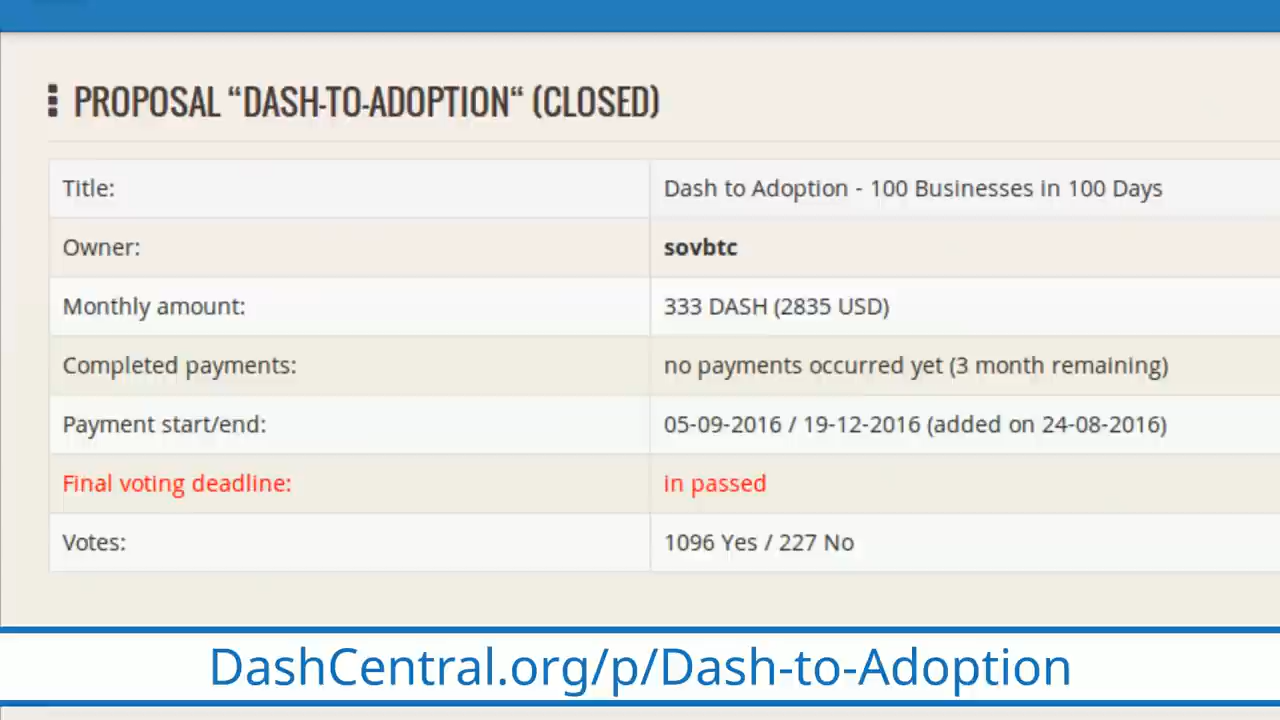 PROPOSAL “DASH-TO-ADOPTION“ (CLOSED)
Title: Dash to Adoption - 100 Businesses in 100 Days
Owner: sovbtc
Monthly amount: 333 DASH (2835 USD)
Completed payments: no payments occurred yet (3 month remaining)
Payment start/end: 05-09-2016 / 19-12-2016 (added on 24-08-2016)
Final voting deadline: in passed
Votes: 1096 Yes / 227 No
DashCentral.org/p/Dash-to-Adoption